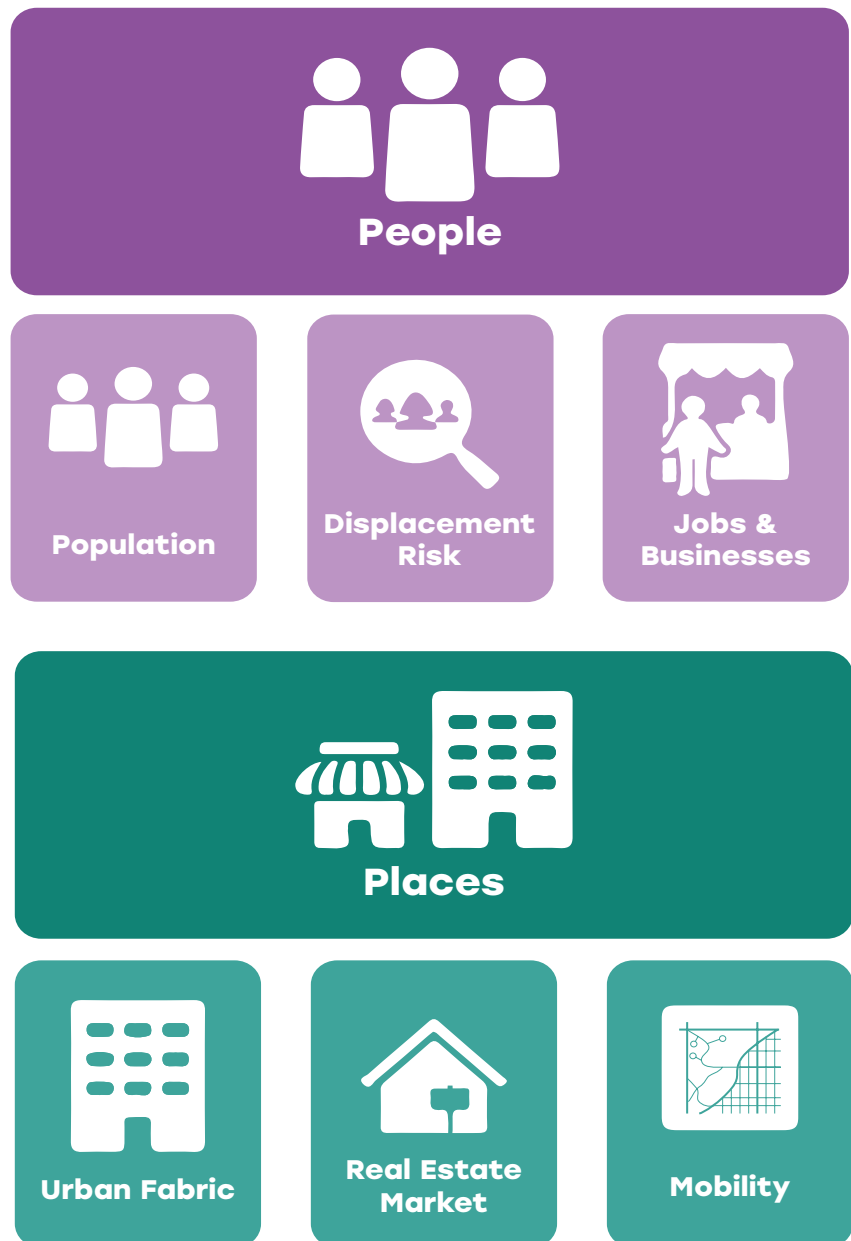 People
Population
Displacement
Risk
Jobs &
Businesses
Places
Urban Fabric
Real Estate
Market
Mobility